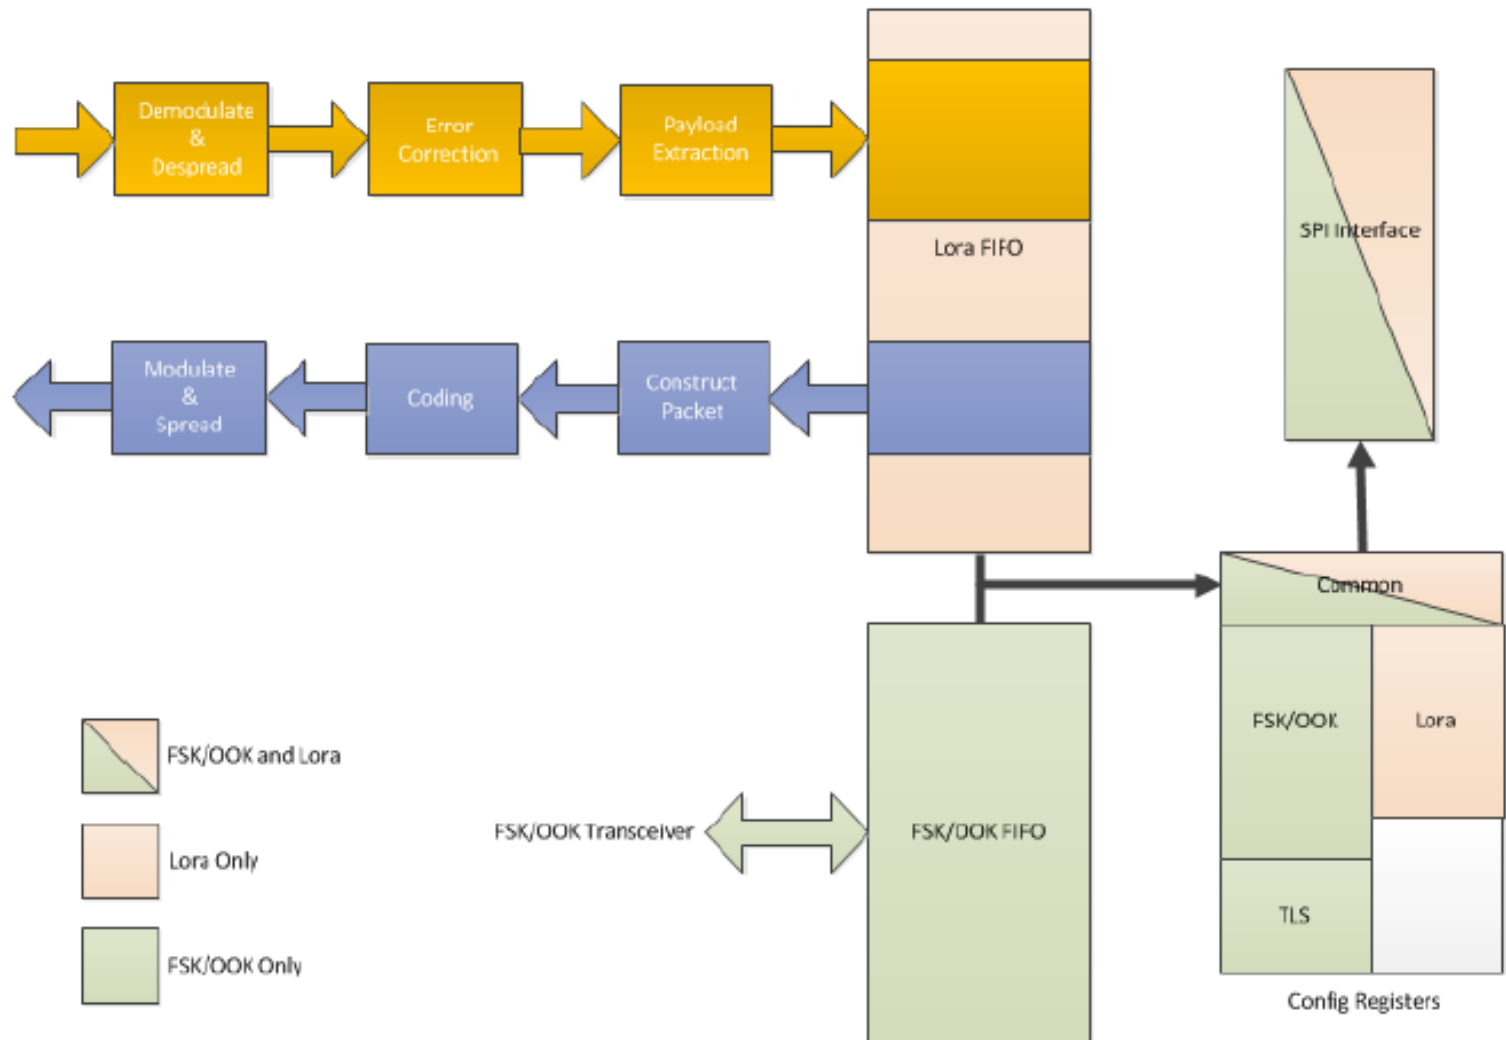 Demodulate
&
Despread
Error
Correction
Payload
Extraction
Lora FIFO
SPI Interface
Modulate
&
Spread
Coding
Construct
Packet
Common
FSK/OOK
Lora
TLS
Config Registers
FSK/OOK and Lora
Lora Only
FSK/OOK Only
FSK/OOK Transceiver
FSK/OOK FIFO